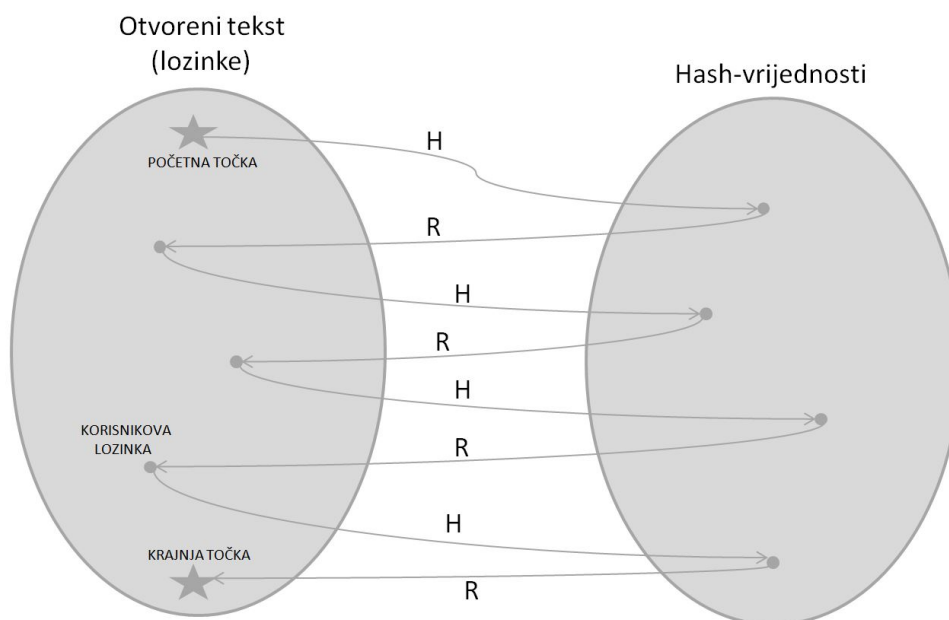 Otvoreni tekst
(lozinke)
Hash-vrijednosti
POČETNA TOČKA
H
R
H
R
H
KORISNIKOVA
LOZINKA
R
H
KRAJNJA TOČKA
R